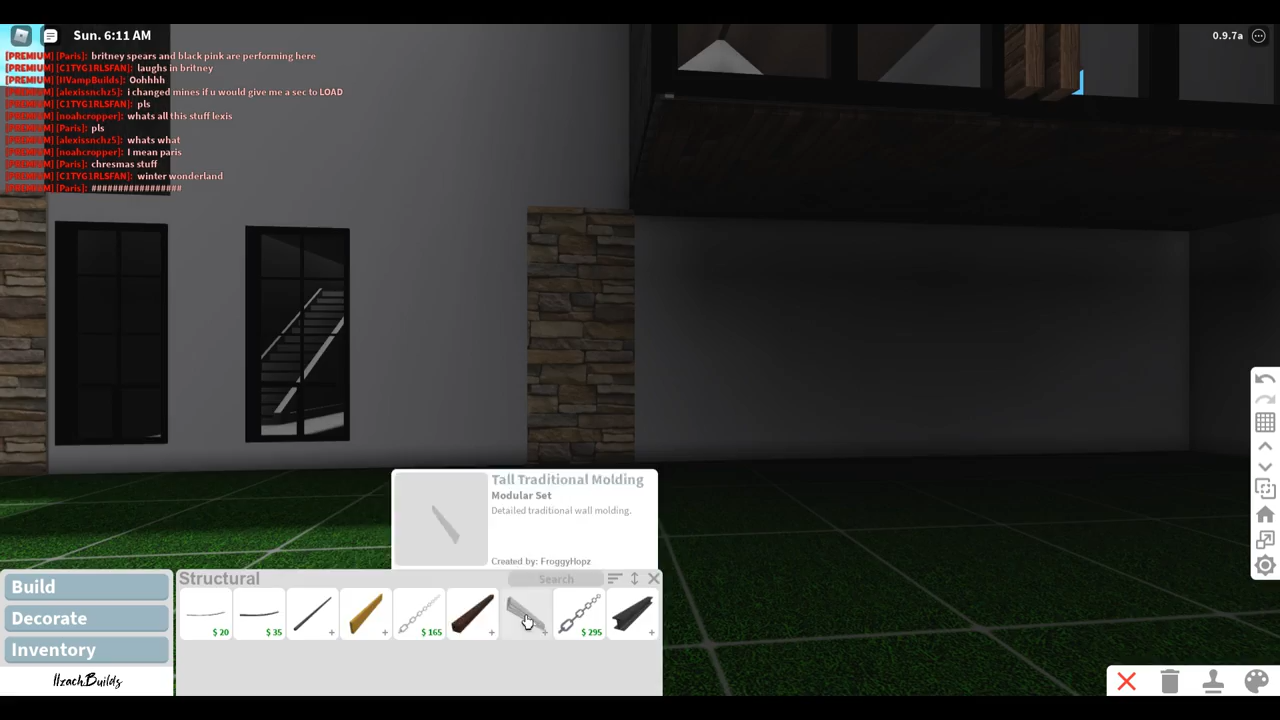 Sun. 6:11 AM
0.9.7a
[PREMIUM] [Paris]: britney spears and black pink are performing here
[PREMIUM] [C1TYG1RLSFAN]: laughs in britney
[PREMIUM] [IIVampBuilds]: Oohhhh
[PREMIUM] [alexissnchz5]: i changed mines if u would give me a sec to LOAD
[PREMIUM] [C1TYG1RLSFAN]: pls
[PREMIUM] [noahcropper]: whats all this stuff lexis
[PREMIUM] [Paris]: pls
[PREMIUM] [alexissnchz5]: whats what
[PREMIUM] [noahcropper]: I mean paris
[PREMIUM] [Paris]: chresmas stuff
[PREMIUM] [C1TYG1RLSFAN]: winter wonderland
[PREMIUM] [Paris]: #################
Tall Traditional Molding
Modular Set
Detailed traditional wall molding.
Created by: FroggyHopz
Build
Decorate
Inventory
IIzachBuilds
Structural
Search
$ 20
$ 35
+
+
$ 165
+
+
$ 295
+